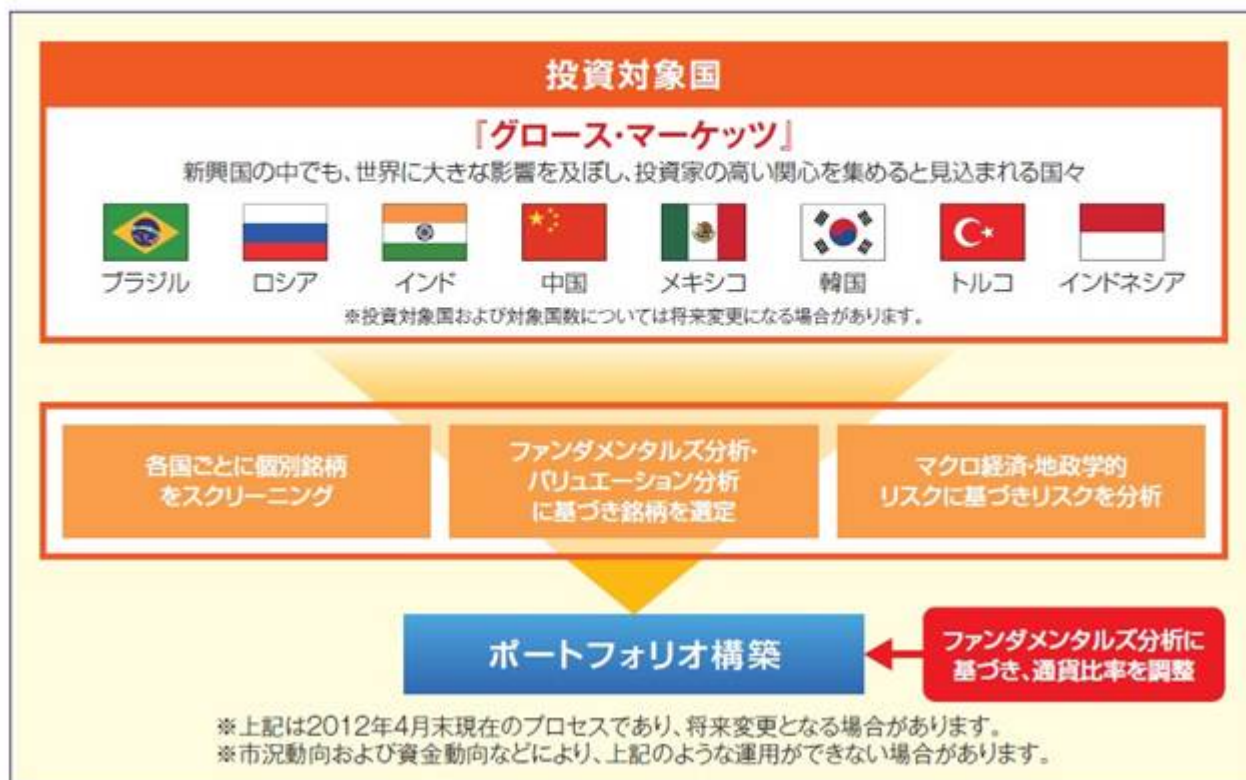 投資対象国
『グロース・マーケッツ』
新興国の中でも、世界に大きな影響を及ぼし、投資家の高い関心を集めると見込まれる国々
ブラジル ロシア インド 中国 メキシコ 韓国 トルコ インドネシア
※投資対象国および対象国数については将来変更になる場合があります。
各国ごとに個別銘柄
をスクリーニング
ファンダメンタルズ分析・
バリュエーション分析
に基づき銘柄を選定
マクロ経済・地政学的
リスクに基づきリスクを分析
ポートフォリオ構築
ファンダメンタルズ分析に
基づき、通貨比率を調整
※上記は2012年4月末現在のプロセスであり、将来変更となる場合があります。
※市況動向および資金動向などにより、上記のような運用ができない場合があります。